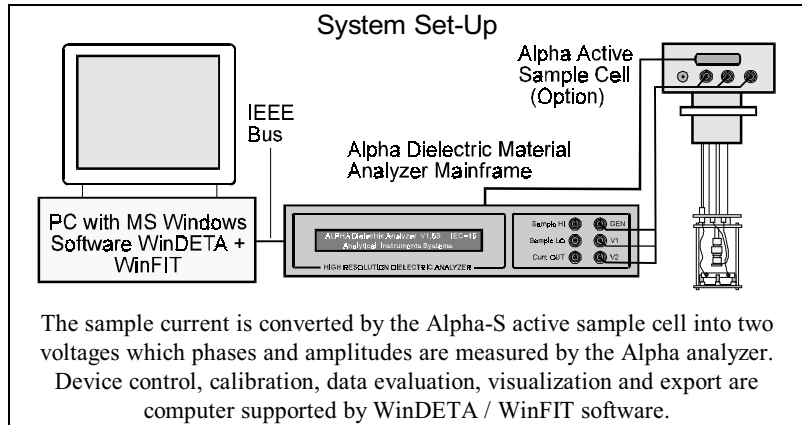 System Set-Up
Alpha Active
Sample Cell
(Option)
IEEE
Bus
Alpha Dielectric Material
Analyzer Mainframe
PC with MS Windows
Software WinDETA +
WinFIT
ALPHA Dielectric Analyzer V1.53 IEC=10
Analytical Instruments Systems
HIGH RESOLUTION DIELECTRIC ANALYZER
Sample HI GEN
Sample LO V1
Curr. OUT V2
The sample current is converted by the Alpha-S active sample cell into two
voltages which phases and amplitudes are measured by the Alpha analyzer.
Device control, calibration, data evaluation, visualization and export are
computer supported by WinDETA / WinFIT software.